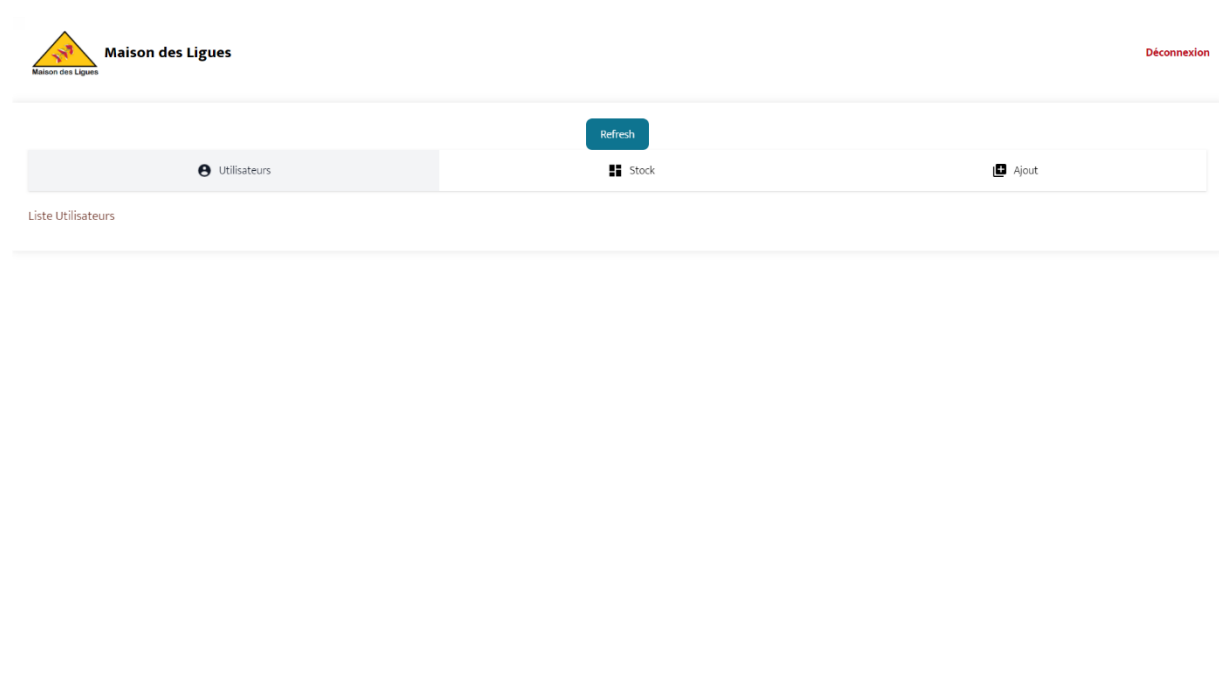 Maison des Ligues
Maison des Ligues
Déconnexion
Refresh
Utilisateurs
Stock
Ajout
Liste Utilisateurs